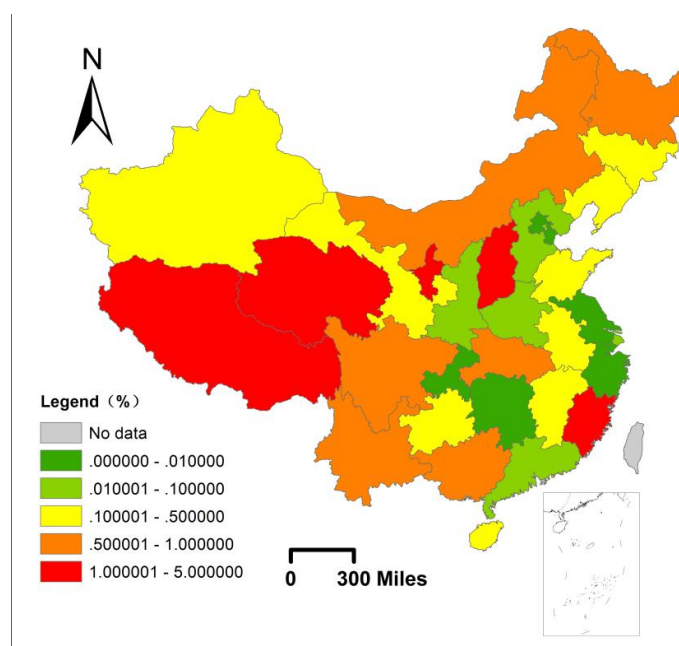 N
Legend（%）
No data
.000000 - .010000
.010001 - .100000
.100001 - .500000
.500001 - 1.000000
1.000001 - 5.000000
0 300 Miles